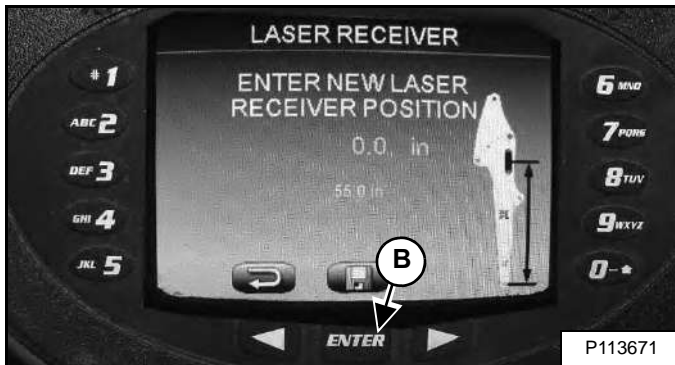 LASER RECEIVER
ENTER NEW LASER
RECEIVER POSITION
0.0, in
55.0 in
#1
ABC 2
DEF 3
GHI 4
JKL 5
6 MNO
7 PQRS
8 TUV
9 WXYZ
0-*
B
ENTER
P113671